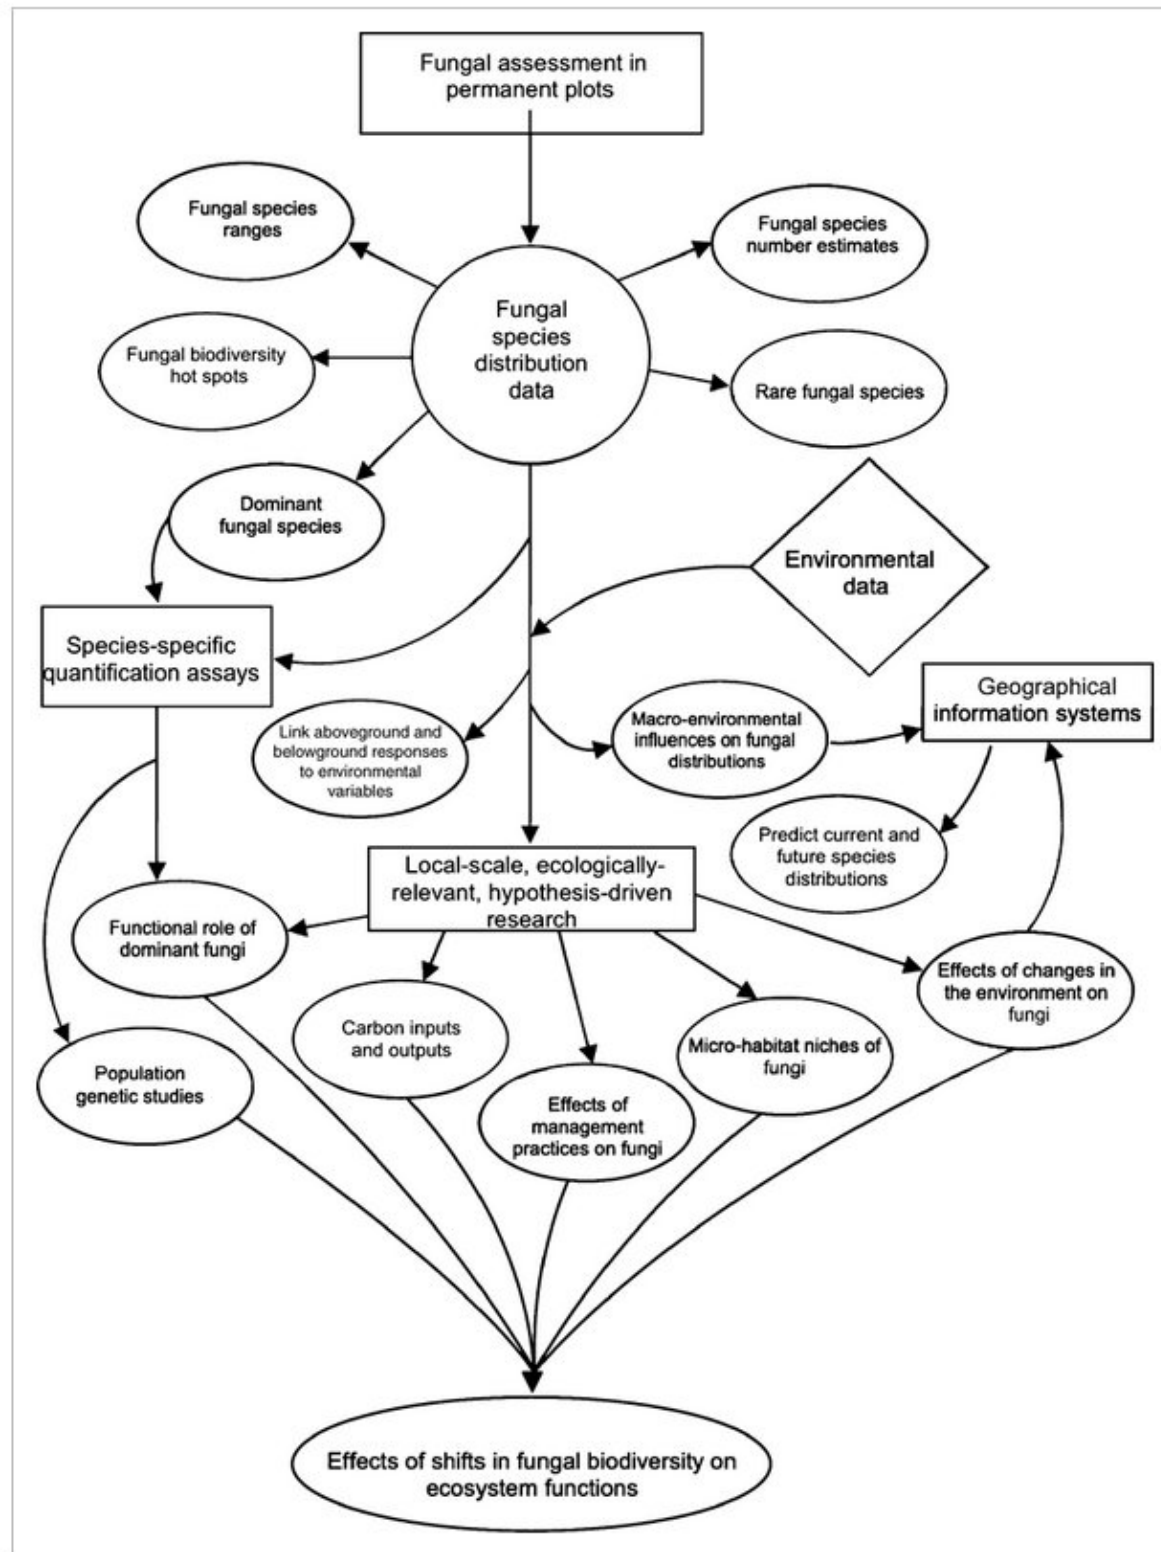 Fungal assessment in
permanent plots
Fungal species
ranges
Fungal species
number estimates
Fungal
species
distribution
data
Fungal biodiversity
hot spots
Rare fungal species
Dominant
fungal species
Environmental
data
Species-specific
quantification assays
Geographical
information systems
Link aboveground and
belowground responses
to environmental
variables
Macro-environmental
influences on fungal
distributions
Predict current and
future species
distributions
Local-scale, ecologically-
relevant, hypothesis-driven
research
Functional role of
dominant fungi
Effects of changes in
the environment on
fungi
Carbon inputs
and outputs
Micro-habitat niches of
fungi
Population
genetic studies
Effects of
management
practices on fungi
Effects of shifts in fungal biodiversity on
ecosystem functions